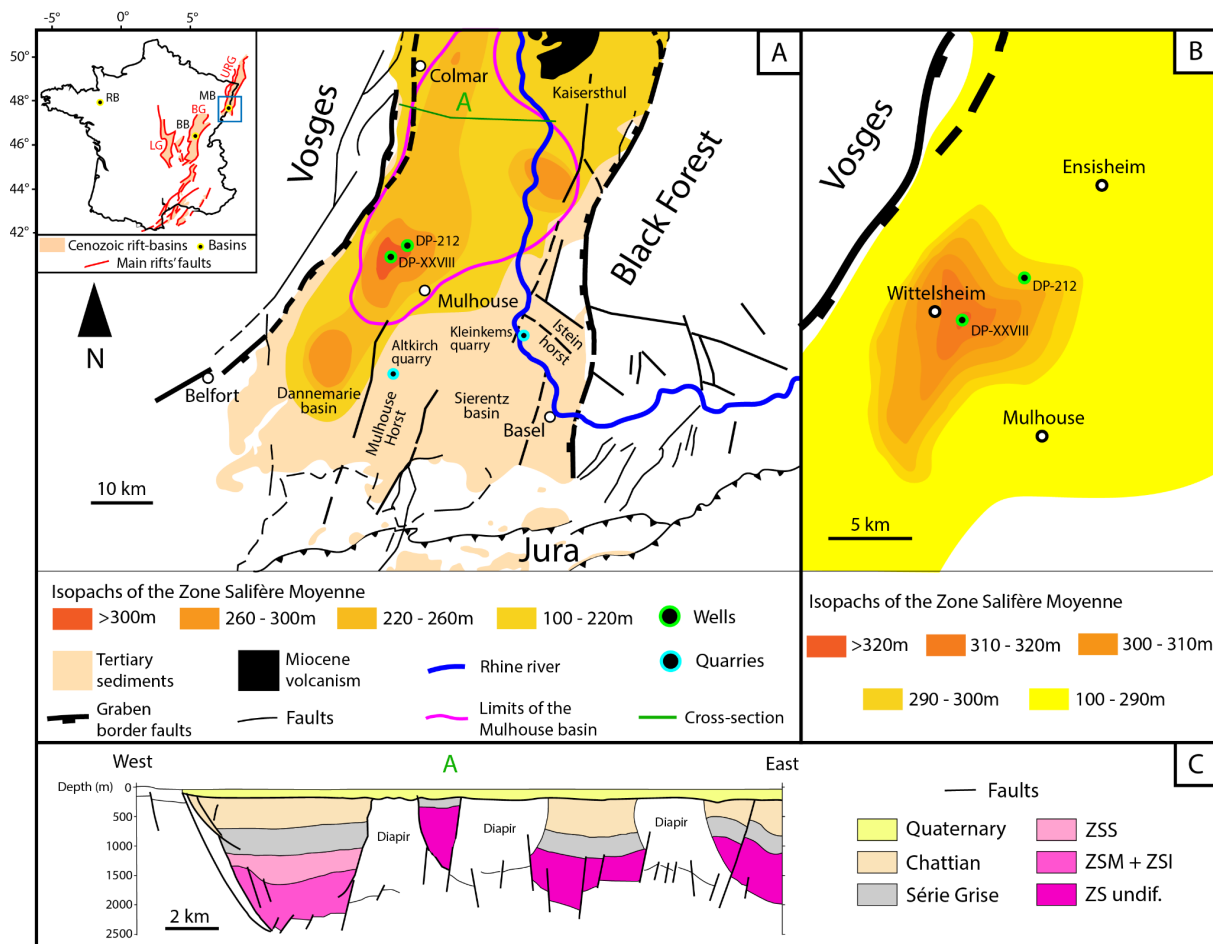 -5°
0°
5°
50°
48°
46°
44°
42°
URG
RB
MB
BG
BB
LG
Cenozoic rift-basins
Basins
Main rifts' faults
N
A
Colmar
Kaisersthul
A
Vosges
Black Forest
DP-212
DP-XXVIII
Mulhouse
Kleinkems
quarry
Istein
horst
Altkirch
quarry
Belfort
Dannemarie
basin
Mulhouse
Horst
Sierentz
basin
Basel
10 km
Jura
B
Vosges
Ensisheim
DP-212
Wittelsheim
DP-XXVIII
Mulhouse
5 km
Isopachs of the Zone Salifère Moyenne
>300m
260 - 300m
220 - 260m
100 - 220m
Wells
Tertiary
sediments
Miocene
volcanism
Rhine river
Quarries
Graben
border faults
Faults
Limits of the
Mulhouse basin
Cross-section
Isopachs of the Zone Salifère Moyenne
>320m
310 - 320m
300 - 310m
290 - 300m
100 - 290m
West
A
East
C
Depth (m)
0
500
1000
1500
2000
2500
Diapir
Diapir
Diapir
2 km
Faults
Quaternary
ZSS
Chattian
ZSM + ZSI
Série Grise
ZS undif.